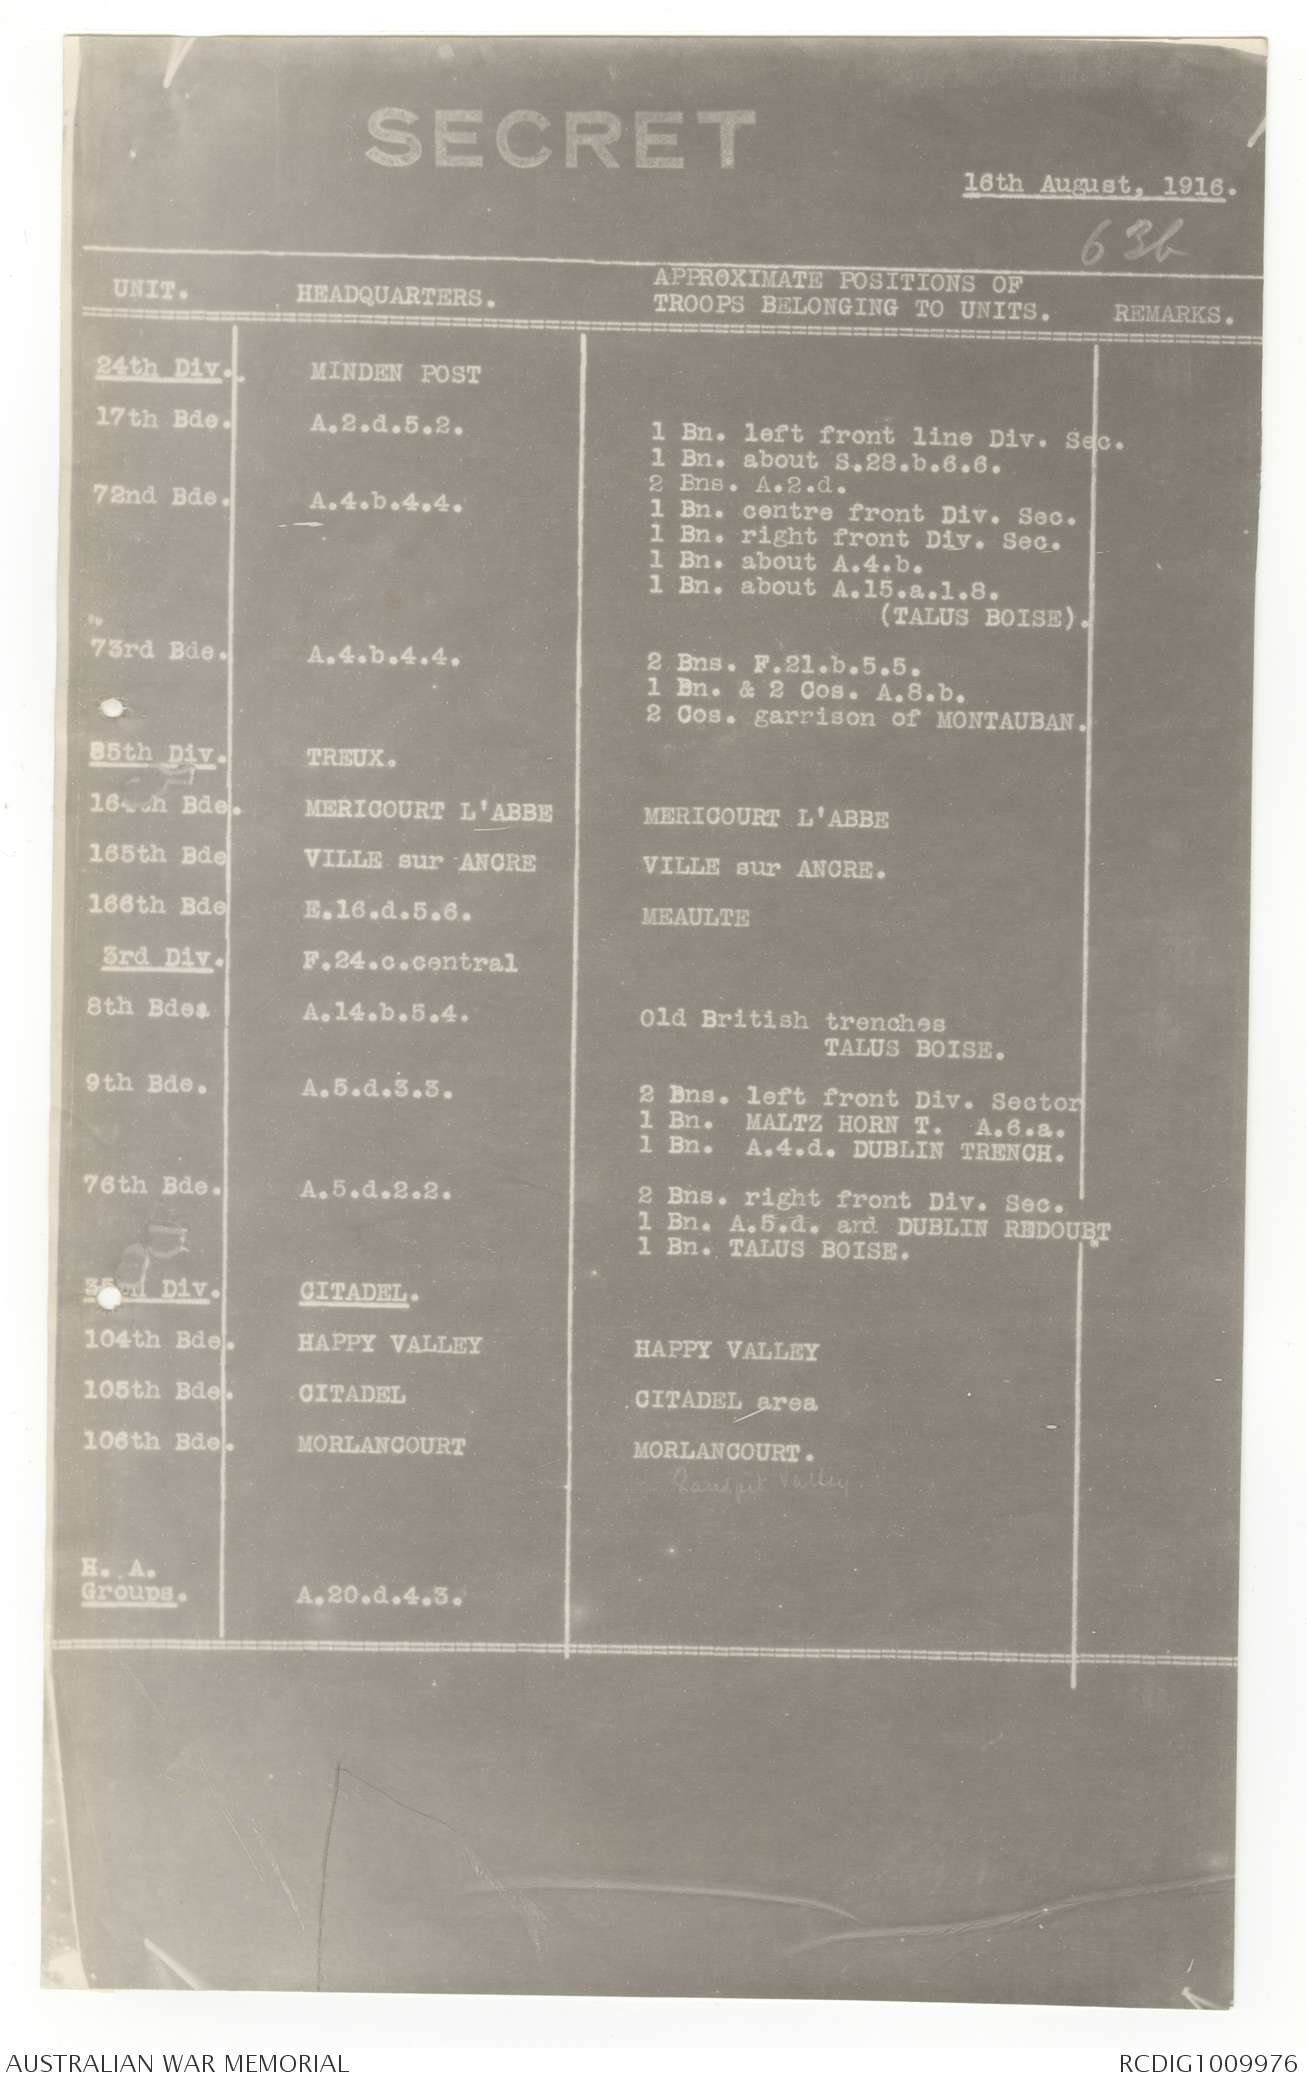 SECRET
16th August, 1916.
63b
UNIT.
HEADQUARTERS.
APPROXIMATE POSITIONS OF
TROOPS BELONGING TO UNITS.
REMARKS.
24th Div.
MINDEN POST
17th Bde.
A.2.d.5.2.
1 Bn. left front line Div. Sec.
1 Bn. about S.28.b.6.6.
2 Bns. A.2.d.
72nd Bde.
A.4.b.4.4.
1 Bn. centre front Div. Sec.
1 Bn. right front Div. Sec.
1 Bn. about A.4.b.
1 Bn. about A.15.a.1.8.
(TALUS BOISE).
73rd Bde.
A.4.b.4.4.
2 Bns. F.21.b.5.5.
1 Bn. & 2 Cos. A.8.b.
2 Cos. garrison of MONTAUBAN.
55th Div.
TREUX.
164th Bde.
MERICOURT L'ABBE
MERICOURT L'ABBE
165th Bde
VILLE sur ANCRE
VILLE sur ANCRE.
166th Bde
E.16.d.5.6.
MEAULTE
3rd Div.
F.24.c.central
8th Bde.
A.14.b.5.4.
Old British trenches
TALUS BOISE.
9th Bde.
A.5.d.3.3.
2 Bns. left front Div. Sector
1 Bn. MALTZ HORN T. A.6.a.
1 Bn. A.4.d. DUBLIN TRENCH.
76th Bde.
A.5.d.2.2.
2 Bns. right front Div. Sec.
1 Bn. A.5.d. and DUBLIN REDOUBT.
1 Bn. TALUS BOISE.
35th Div.
CITADEL.
104th Bde.
HAPPY VALLEY
HAPPY VALLEY
105th Bde.
CITADEL
CITADEL area
106th Bde.
MORLANCOURT
MORLANCOURT.
Sandpit Valley
H. A.
Groups.
A.20.d.4.3.
AUSTRALIAN WAR MEMORIAL
RCDIG1009976